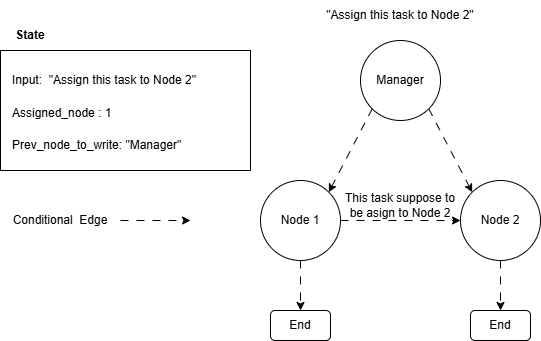 "Assign this task to Node 2"
State
Input:  "Assign this task to Node 2"
Assigned_node : 1
Prev_node_to_write: "Manager"
Manager
Conditional  Edge
Node 1
This task suppose to
be asign to Node 2
Node 2
End
End